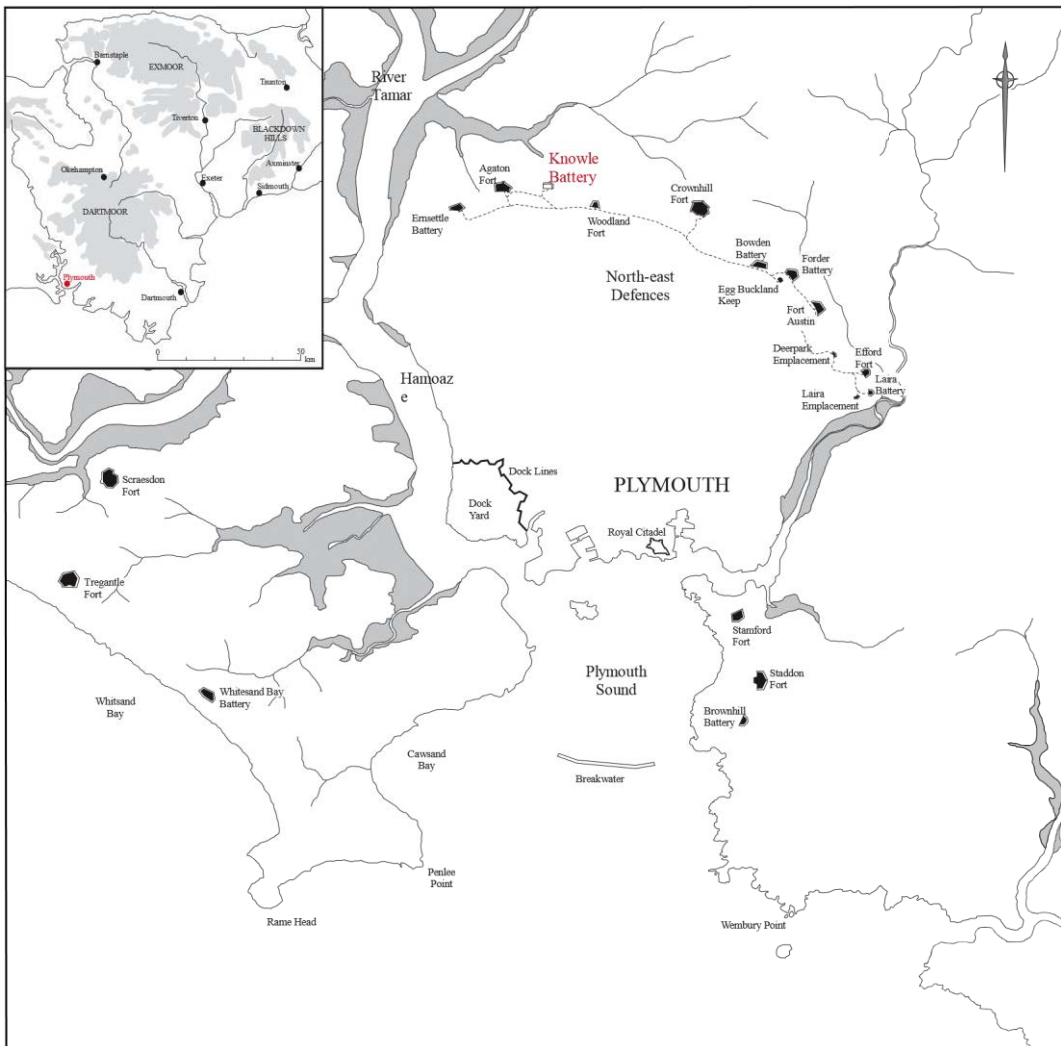 Barnstaple
EXMOOR
Taunton
Tiverton
BLACKDOWN
HILLS
Axminster
Okehampton
Exeter
Sidmouth
DARTMOOR
Plymouth
Dartmouth
0
50
km
River
Tamar
Agaton
Fort
Knowle
Battery
Crownhill
Fort
Ernsettle
Battery
Woodland
Fort
Bowden
Battery
Forder
Battery
North-east
Defences
Egg Buckland
Keep
Fort
Austin
Deerpark
Emplacement
Efford
Fort
Laira
Battery
Laira
Emplacement
Hamoaz
e
Scraesdon
Fort
Dock Lines
Dock
Yard
PLYMOUTH
Royal Citadel
Tregantle
Fort
Stamford
Fort
Plymouth
Sound
Staddon
Fort
Whitsand
Bay
Whitesand Bay
Battery
Brownhill
Battery
Cawsand
Bay
Breakwater
Penlee
Point
Rame Head
Wembury Point